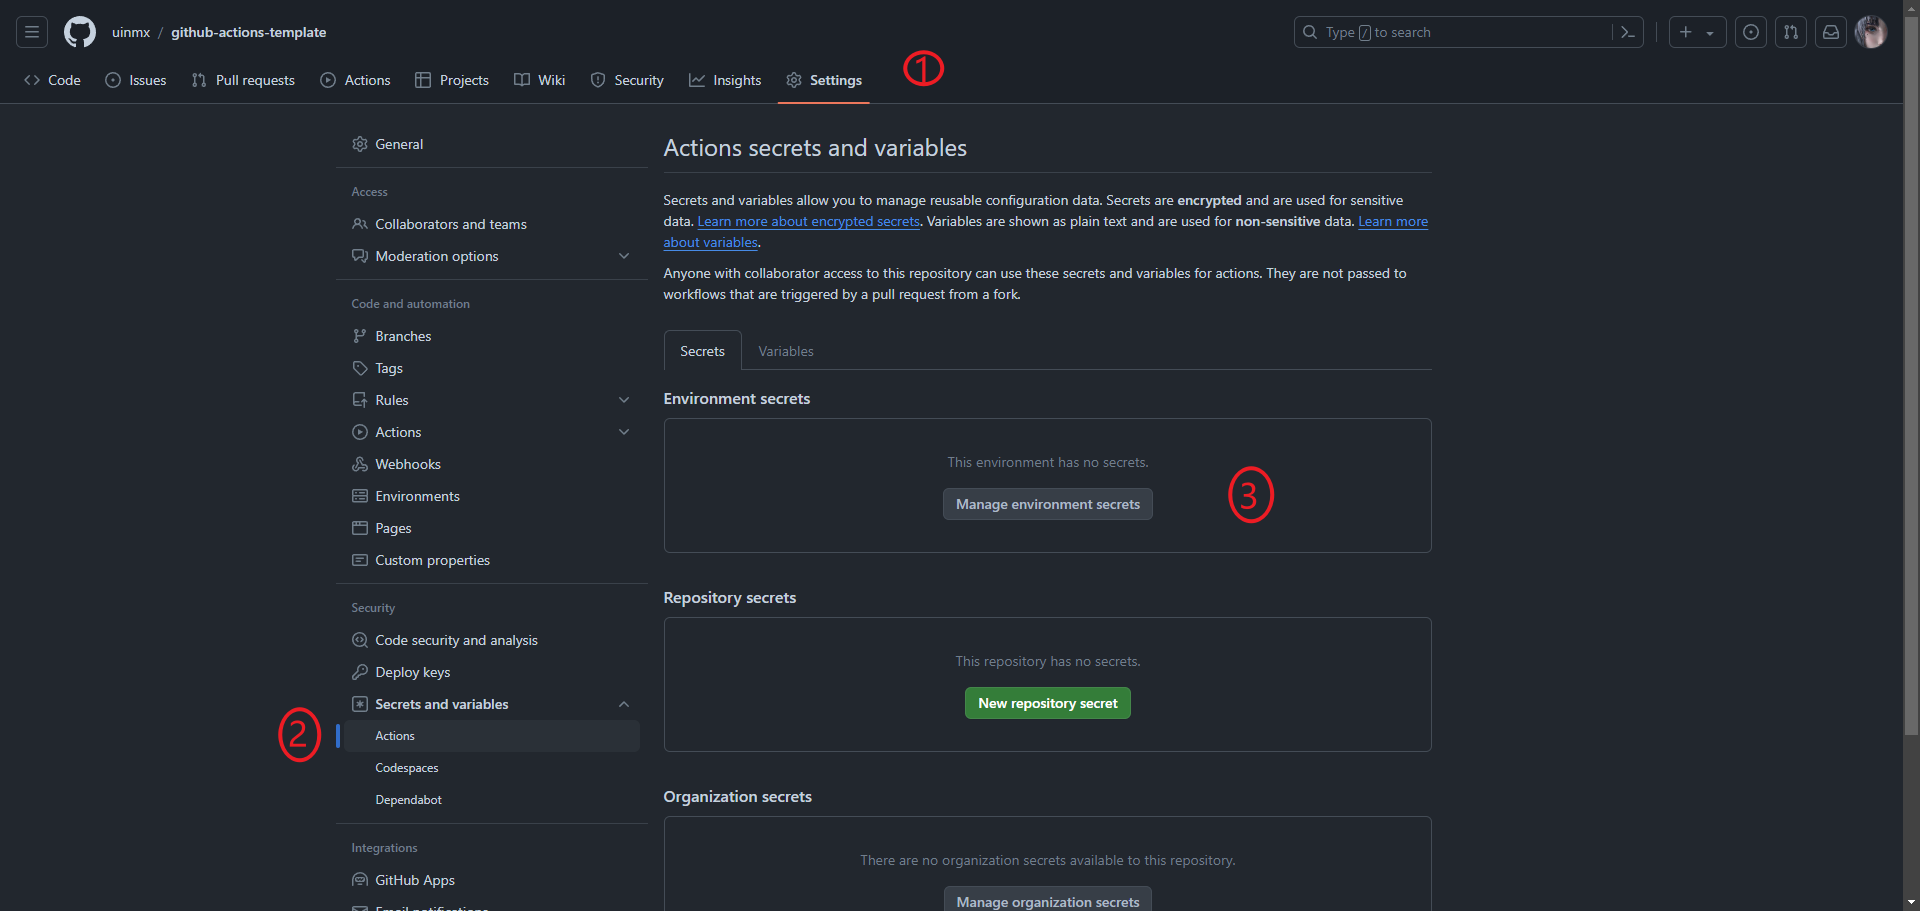 uinmx / github-actions-template
Type / to search
Code Issues Pull requests Actions Projects Wiki Security Insights Settings
1
General
Access
Collaborators and teams
Moderation options
Code and automation
Branches
Tags
Rules
Actions
Webhooks
Environments
Pages
Custom properties
Security
Code security and analysis
Deploy keys
Secrets and variables
2
Actions
Codespaces
Dependabot
Integrations
GitHub Apps
Email notifications
Actions secrets and variables
Secrets and variables allow you to manage reusable configuration data. Secrets are encrypted and are used for sensitive
data. Learn more about encrypted secrets. Variables are shown as plain text and are used for non-sensitive data. Learn more
about variables.
Anyone with collaborator access to this repository can use these secrets and variables for actions. They are not passed to
workflows that are triggered by a pull request from a fork.
Secrets Variables
Environment secrets
This environment has no secrets.
Manage environment secrets
3
Repository secrets
This repository has no secrets.
New repository secret
Organization secrets
There are no organization secrets available to this repository.
Manage organization secrets